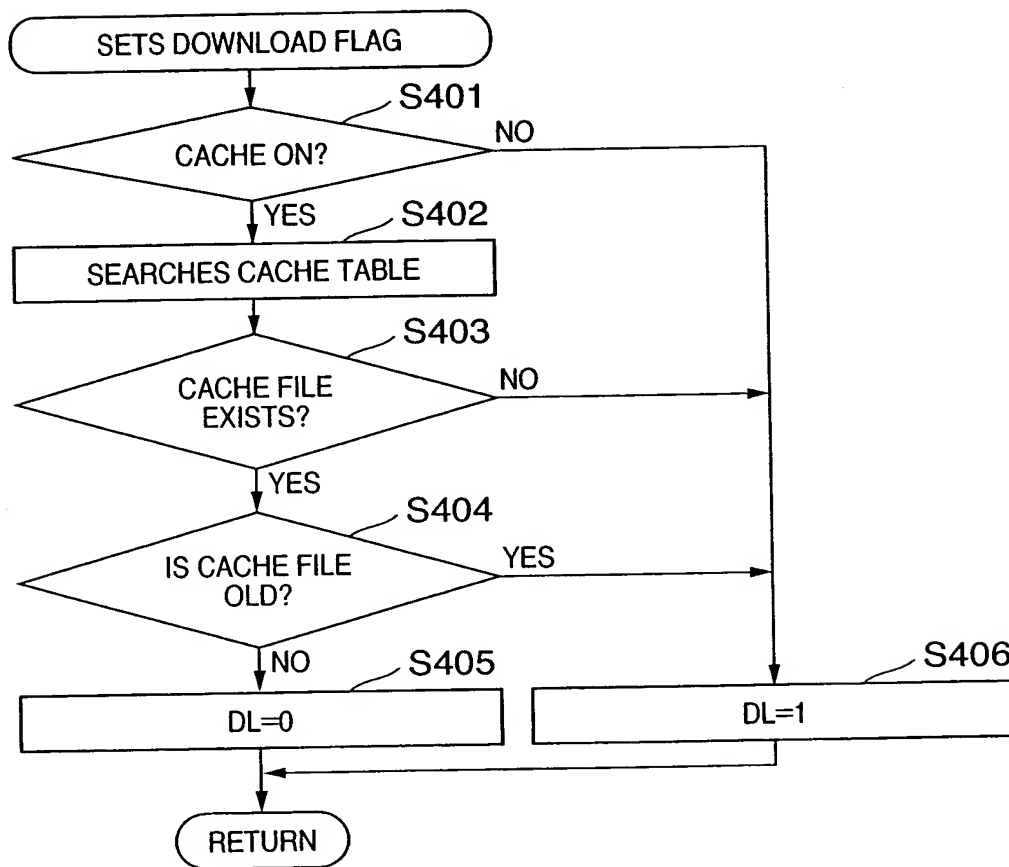 SETS DOWNLOAD FLAG
S401
CACHE ON?
NO
YES
S402
SEARCHES CACHE TABLE
S403
CACHE FILE
EXISTS?
NO
YES
S404
IS CACHE FILE
OLD?
YES
NO
S405
S406
DL=0
DL=1
RETURN